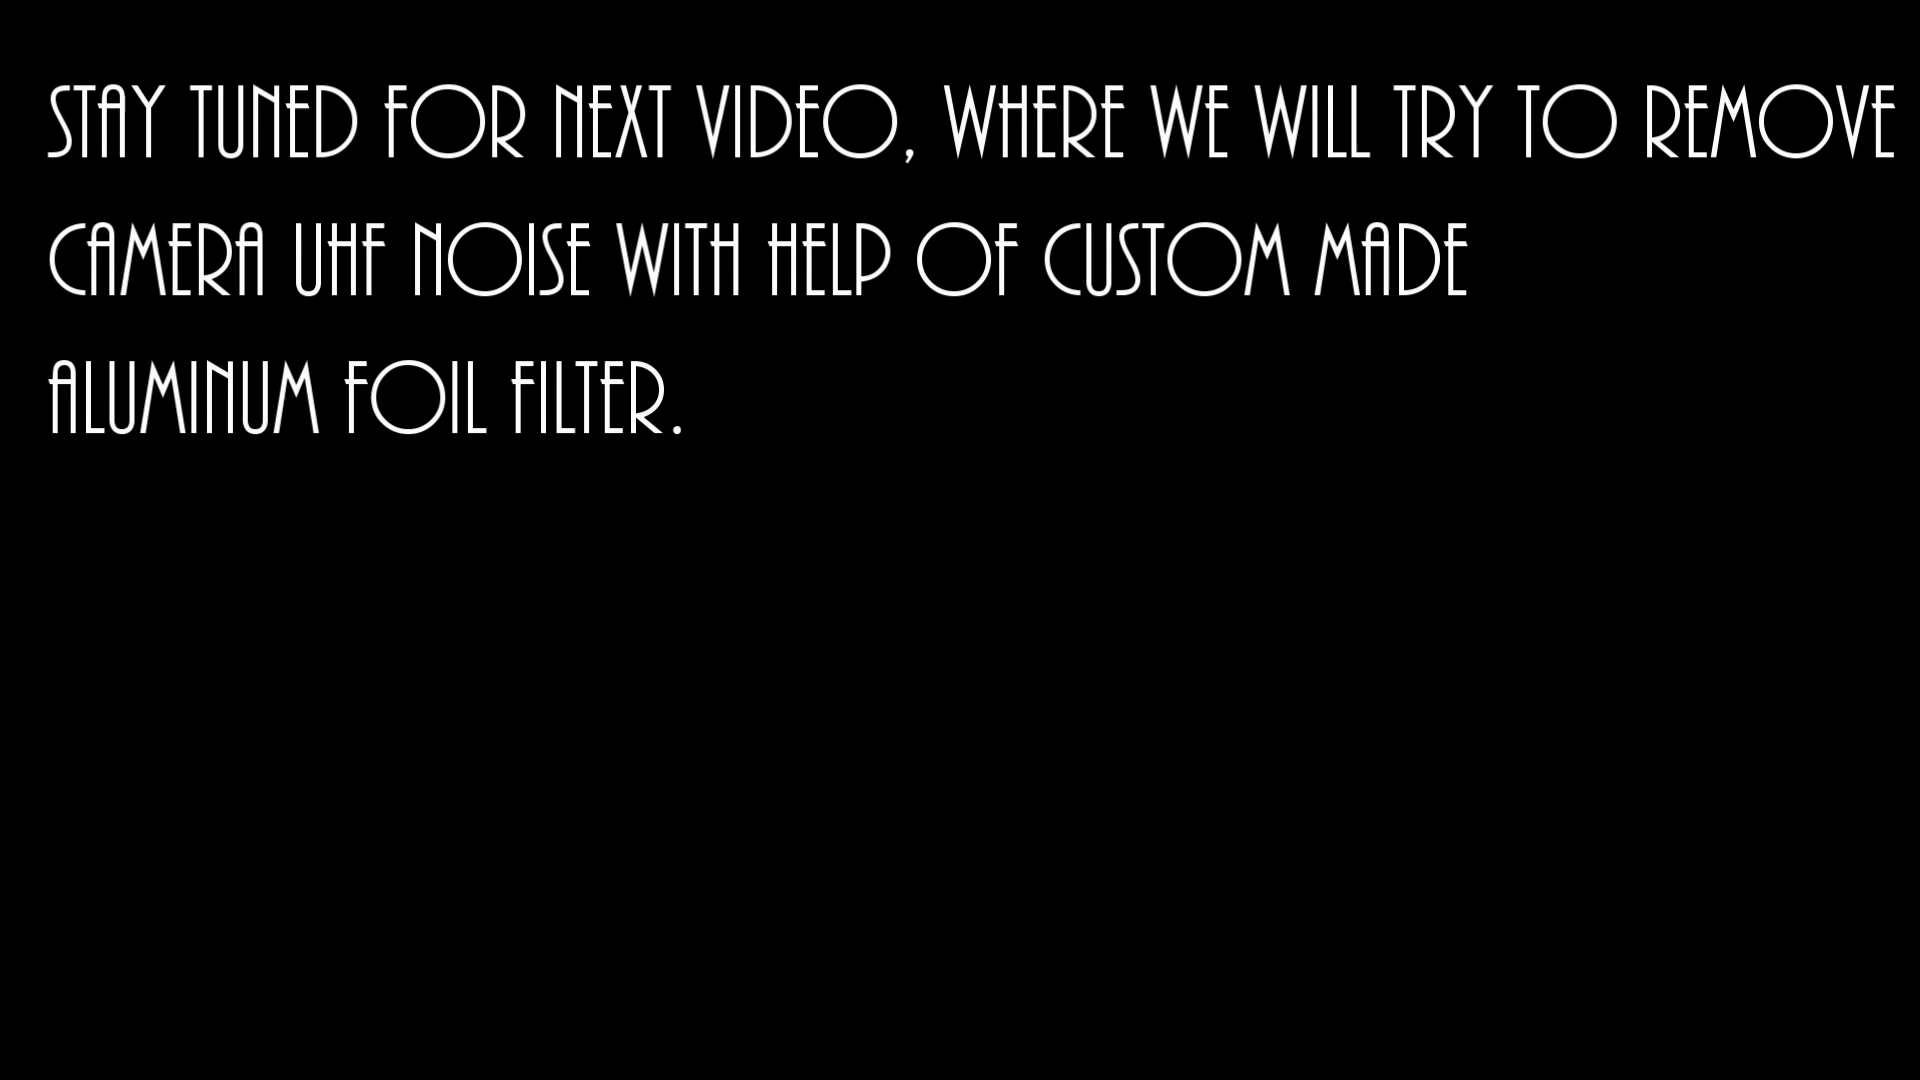 STAY TUNED FOR NEXT VIDEO, WHERE WE WILL TRY TO REMOVE
CAMERA UHF NOISE WITH HELP OF CUSTOM MADE
ALUMINUM FOIL FILTER.